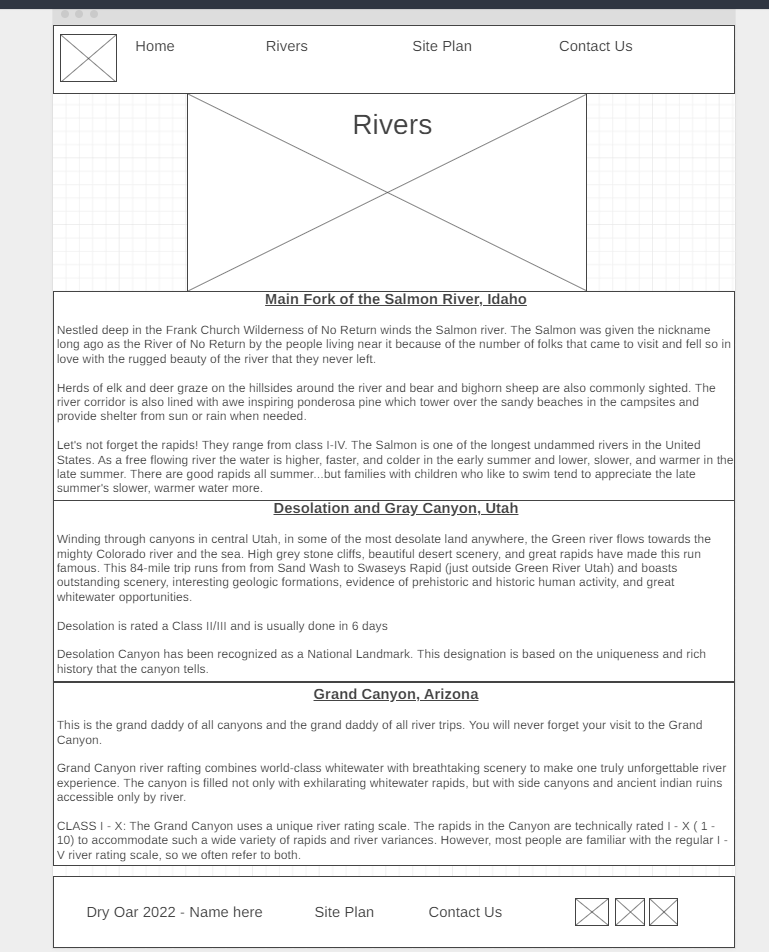 Home Rivers Site Plan Contact Us
Rivers
Main Fork of the Salmon River, Idaho
Nestled deep in the Frank Church Wilderness of No Return winds the Salmon river. The Salmon was given the nickname
long ago as the River of No Return by the people living near it because of the number of folks that came to visit and fell so in
love with the rugged beauty of the river that they never left.
Herds of elk and deer graze on the hillsides around the river and bear and bighorn sheep are also commonly sighted. The
river corridor is also lined with awe inspiring ponderosa pine which tower over the sandy beaches in the campsites and
provide shelter from sun or rain when needed.
Let's not forget the rapids! They range from class I-IV. The Salmon is one of the longest undammed rivers in the United
States. As a free flowing river the water is higher, faster, and colder in the early summer and lower, slower, and warmer in the
late summer. There are good rapids all summer...but families with children who like to swim tend to appreciate the late
summer's slower, warmer water more.
Desolation and Gray Canyon, Utah
Winding through canyons in central Utah, in some of the most desolate land anywhere, the Green river flows towards the
mighty Colorado river and the sea. High grey stone cliffs, beautiful desert scenery, and great rapids have made this run
famous. This 84-mile trip runs from from Sand Wash to Swaseys Rapid (just outside Green River Utah) and boasts
outstanding scenery, interesting geologic formations, evidence of prehistoric and historic human activity, and great
whitewater opportunities.
Desolation is rated a Class II/III and is usually done in 6 days
Desolation Canyon has been recognized as a National Landmark. This designation is based on the uniqueness and rich
history that the canyon tells.
Grand Canyon, Arizona
This is the grand daddy of all canyons and the grand daddy of all river trips. You will never forget your visit to the Grand
Canyon.
Grand Canyon river rafting combines world-class whitewater with breathtaking scenery to make one truly unforgettable river
experience. The canyon is filled not only with exhilarating whitewater rapids, but with side canyons and ancient indian ruins
accessible only by river.
CLASS I - X: The Grand Canyon uses a unique river rating scale. The rapids in the Canyon are technically rated I - X ( 1 -
10) to accommodate such a wide variety of rapids and river variances. However, most people are familiar with the regular I -
V river rating scale, so we often refer to both.
Dry Oar 2022 - Name here Site Plan Contact Us